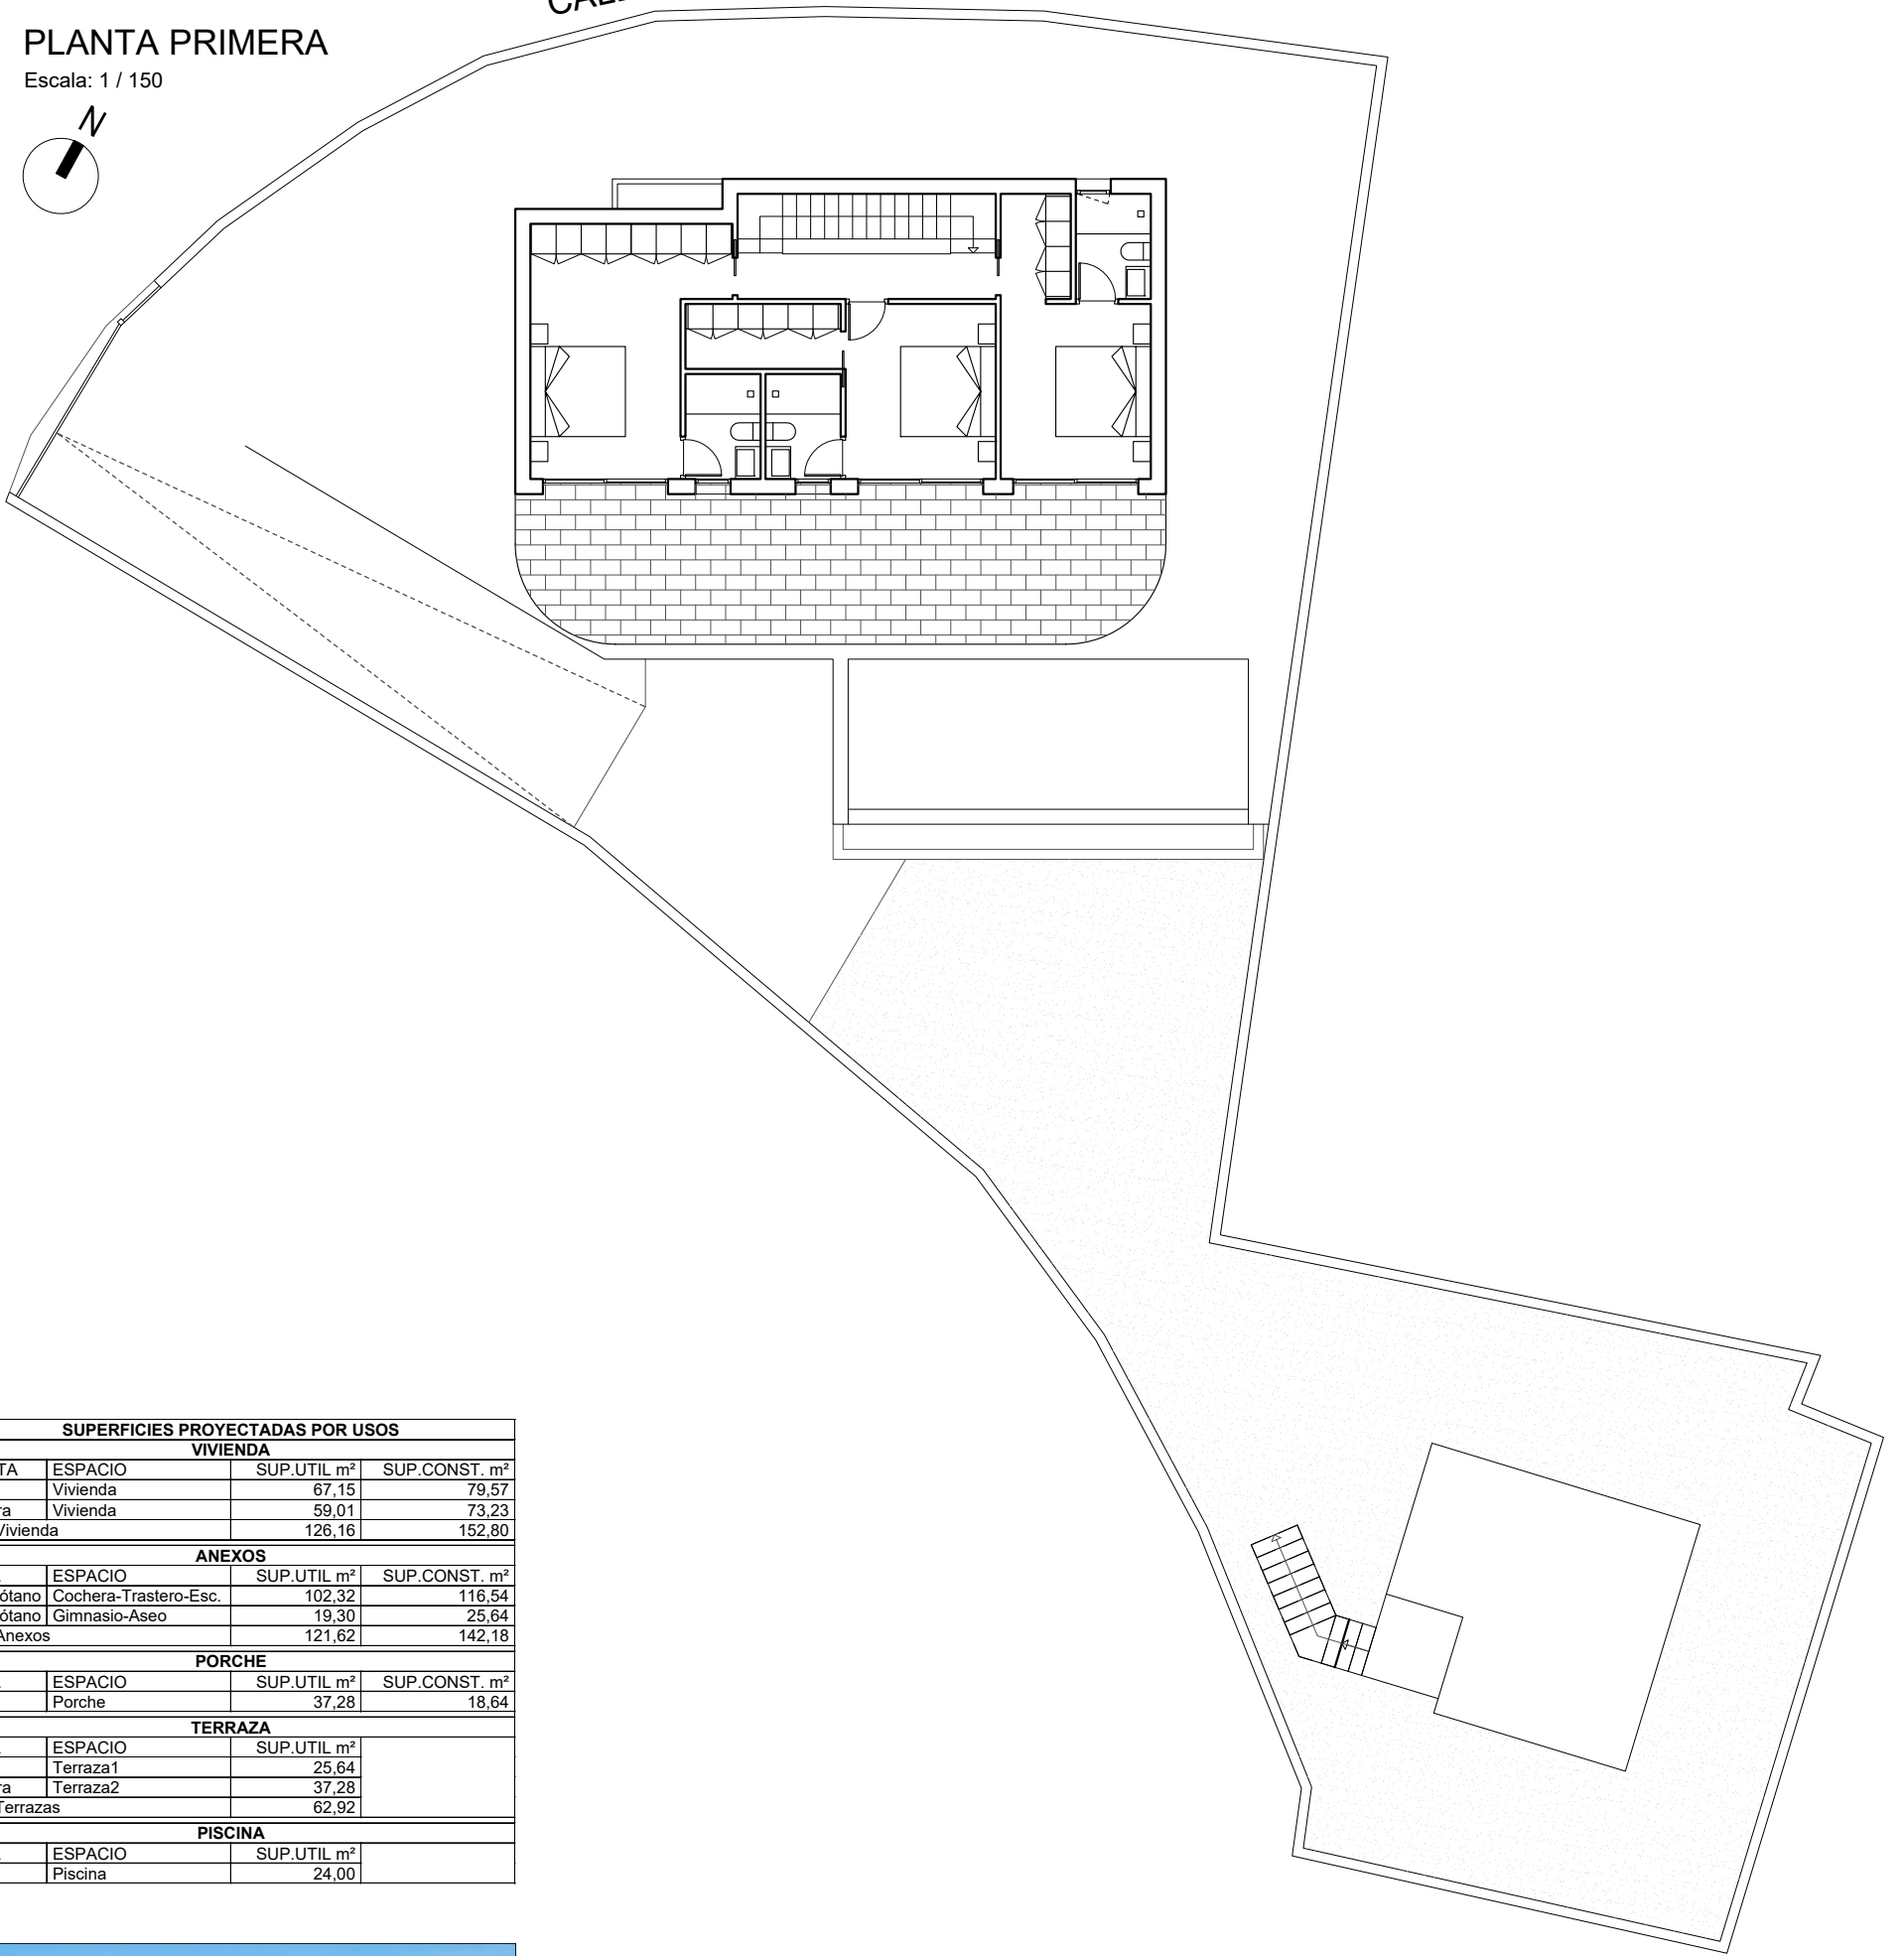 PLANTA PRIMERA
Escala: 1 / 150
N
SUPERFICIES PROYECTADAS POR USOS
VIVIENDA
ESPACIO SUP.UTIL m² SUP.CONST. m²
Vivienda 67,15 79,57
Vivienda 59,01 73,23
Vivienda 126,16 152,80
ANEXOS
ESPACIO SUP.UTIL m² SUP.CONST. m²
Cochera-Trastero-Esc. 102,32 116,54
Gimnasio-Aseo 19,30 25,64
Anexos 121,62 142,18
PORCHE
ESPACIO SUP.UTIL m² SUP.CONST. m²
Porche 37,28 18,64
TERRAZA
ESPACIO SUP.UTIL m²
Terraza1 25,64
Terraza2 37,28
Terrazas 62,92
PISCINA
ESPACIO SUP.UTIL m²
Piscina 24,00